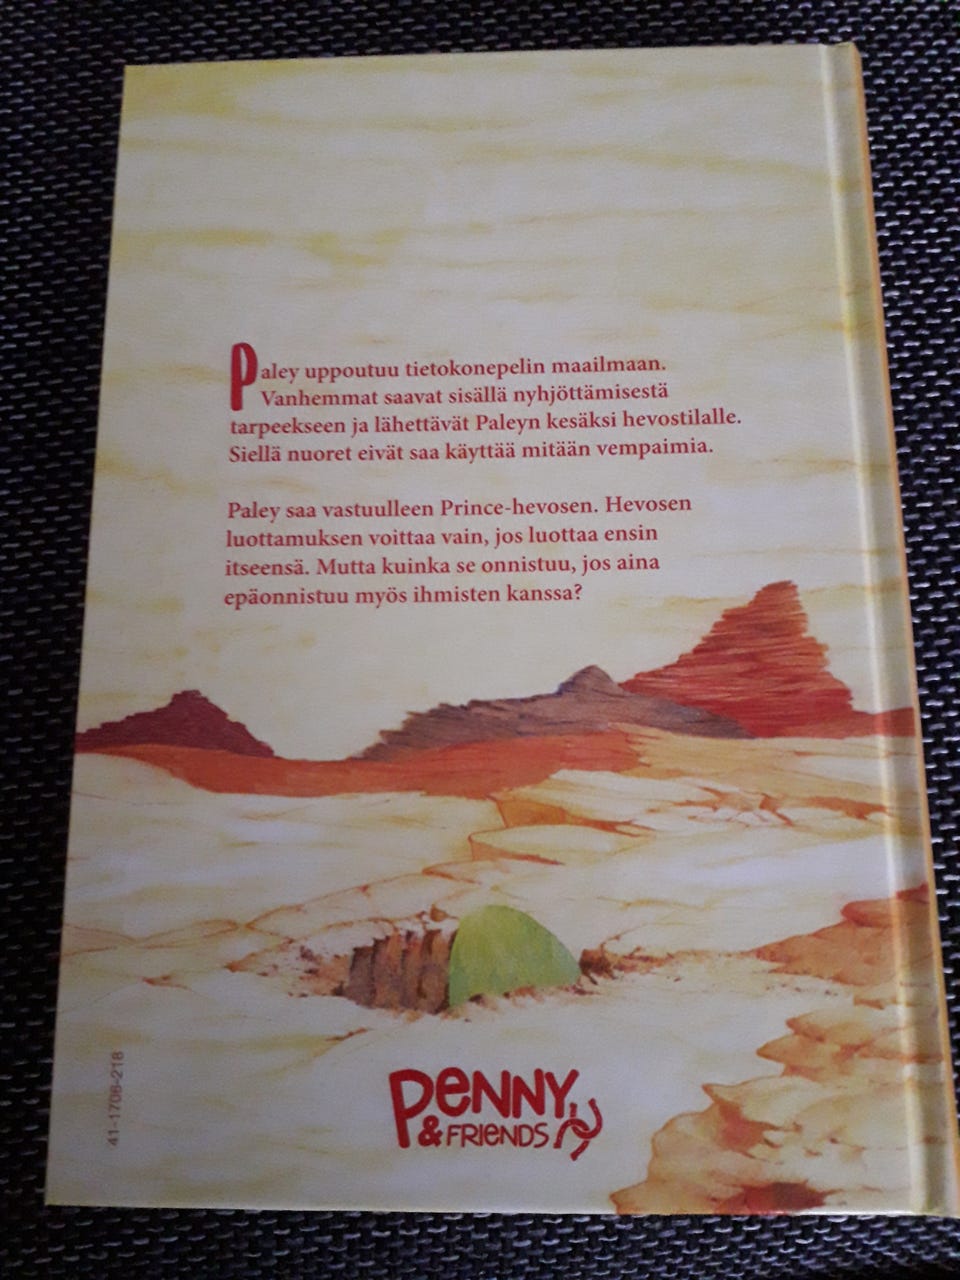 Paley uppoutuu tietokonepelin maailmaan.
Vanhemmat saavat sisällä nyhjöttämisestä
tarpeekseen ja lähettävät Paleyn kesäksi hevostilalle.
Siellä nuoret eivät saa käyttää mitään vempaimia.
Paley saa vastuulleen Prince-hevosen. Hevosen
luottamuksen voittaa vain, jos luottaa ensin
itseensä. Mutta kuinka se onnistuu, jos aina
epäonnistuu myös ihmisten kanssa?
41-1706-218
PENNY
& FRIENDS